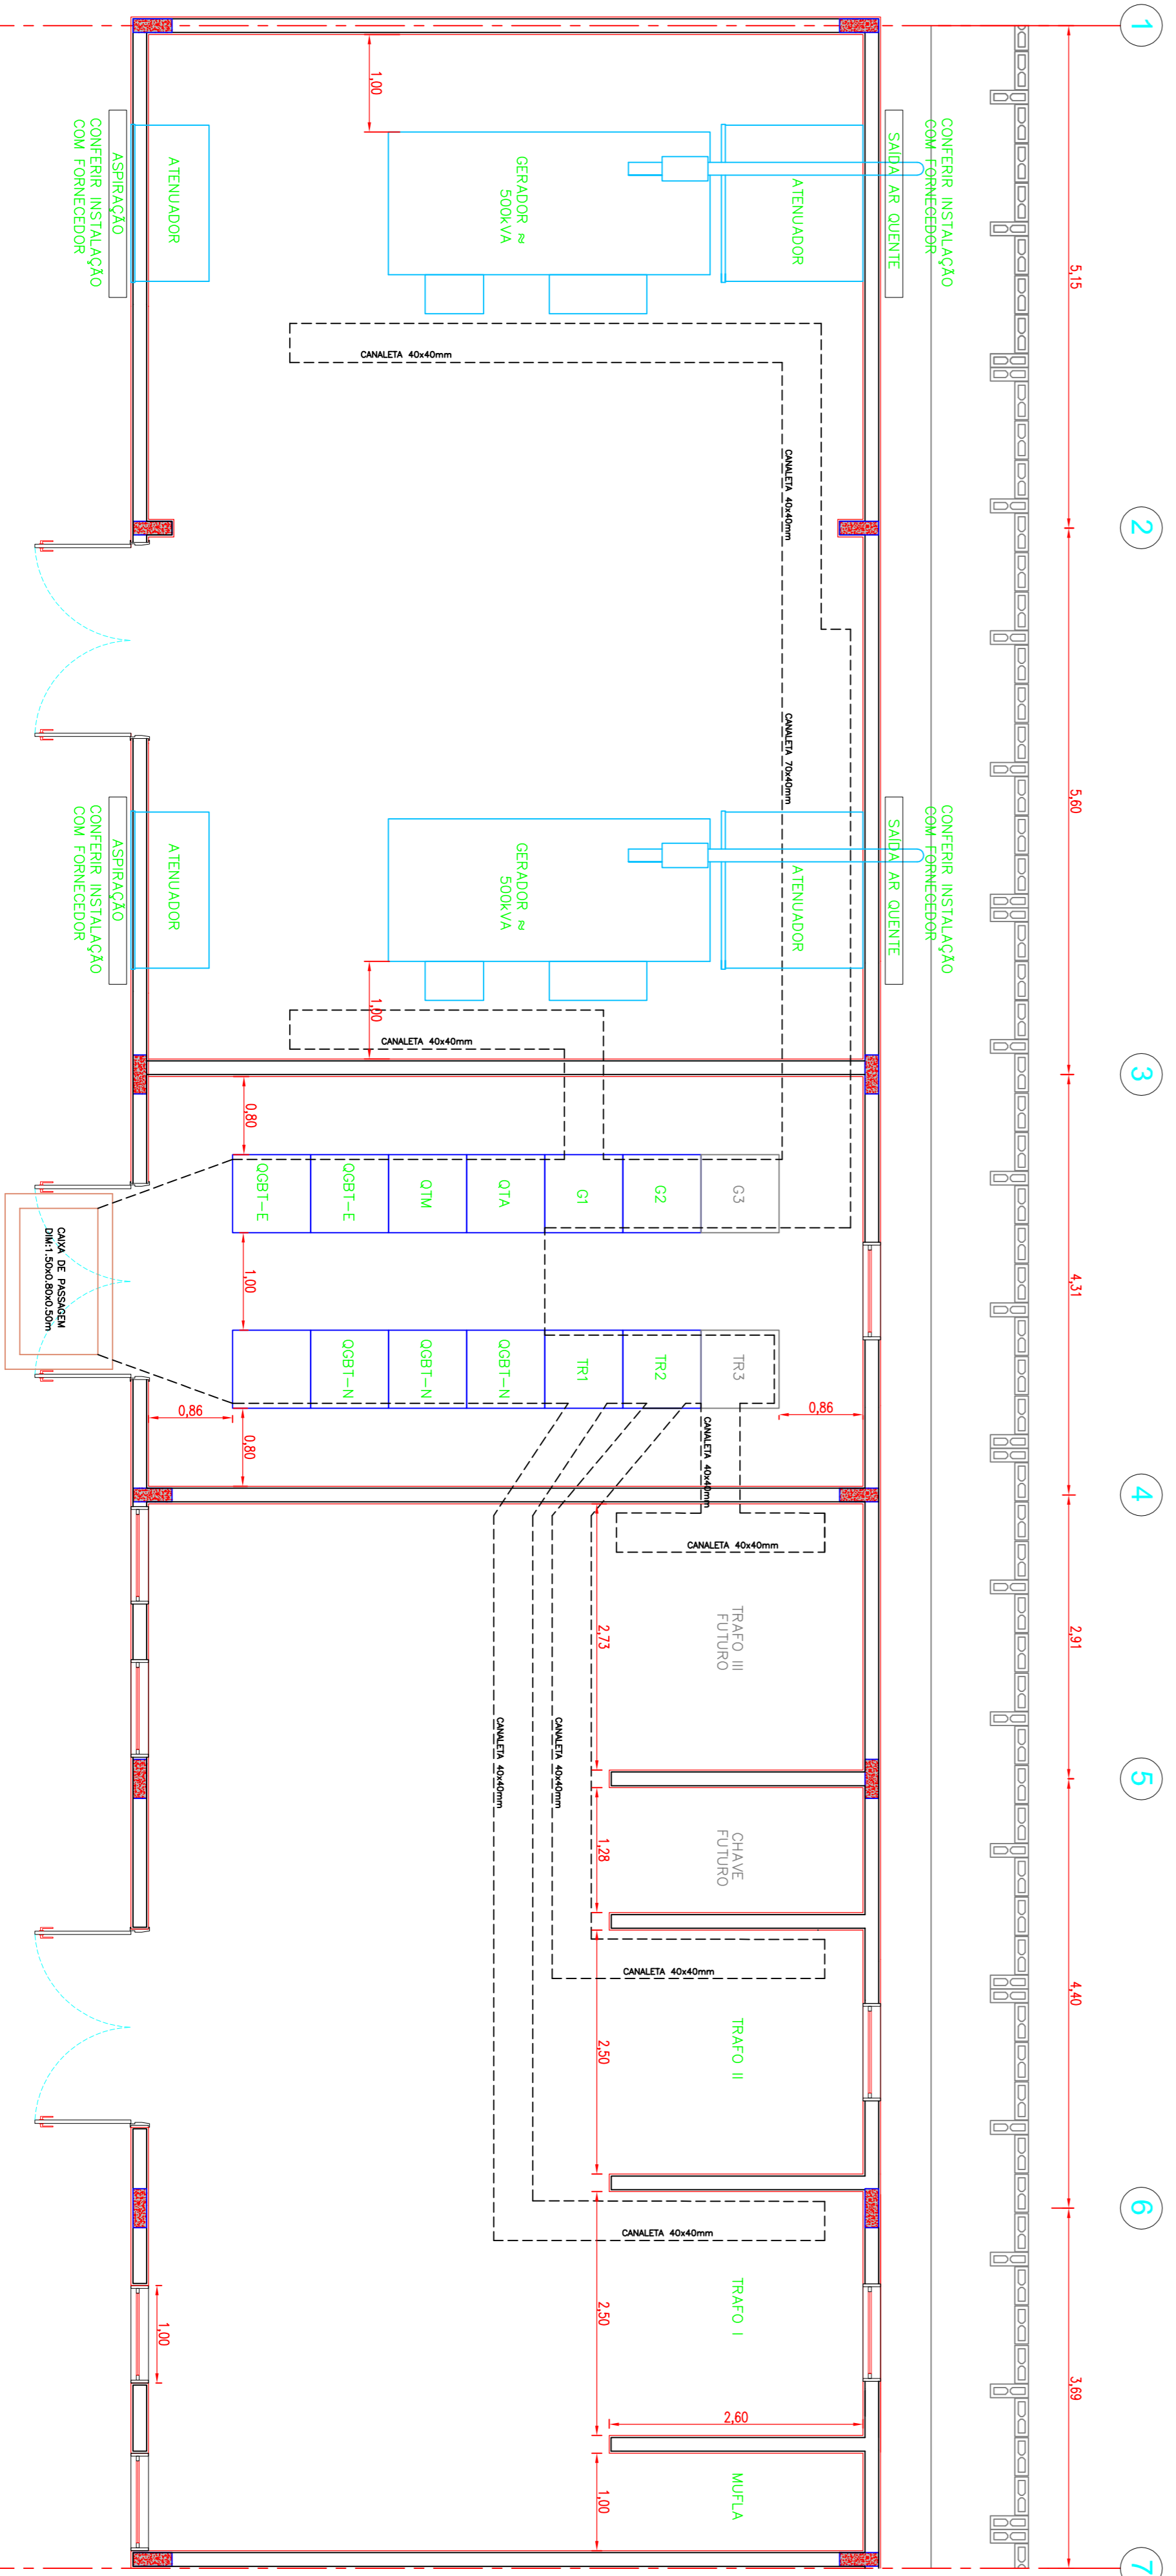 1
2
3
4
5
6
7
5,15
5,60
4,31
2,91
4,40
3,69
CONFERIR INSTALAÇÃO
COM FORNECEDOR
SAÍDA AR QUENTE
ATENUADOR
GERADOR ≈
500kVA
1,00
ATENUADOR
ASPIRAÇÃO
CONFERIR INSTALAÇÃO
COM FORNECEDOR
CANALETA 40x40mm
CANALETA 40x40mm
CANALETA 70x40mm
CONFERIR INSTALAÇÃO
COM FORNECEDOR
SAÍDA AR QUENTE
ATENUADOR
GERADOR ≈
500kVA
1,00
ATENUADOR
ASPIRAÇÃO
CONFERIR INSTALAÇÃO
COM FORNECEDOR
CANALETA 40x40mm
0,80
G3
G2
G1
QTA
QTM
QGBT-E
QGBT-E
1,00
TR3
TR2
TR1
QGBT-N
QGBT-N
QGBT-N
0,86
0,86
0,80
CAIXA DE PASSAGEM
DIM:1.50x0.80x0.50m
CANALETA 40x40mm
CANALETA 40x40mm
TRAFO III
FUTURO
2,73
CANALETA 40x40mm
CANALETA 40x40mm
CHAVE
FUTURO
1,28
CANALETA 40x40mm
TRAFO II
2,50
CANALETA 40x40mm
TRAFO I
2,50
1,00
2,60
MUFLA
1,00